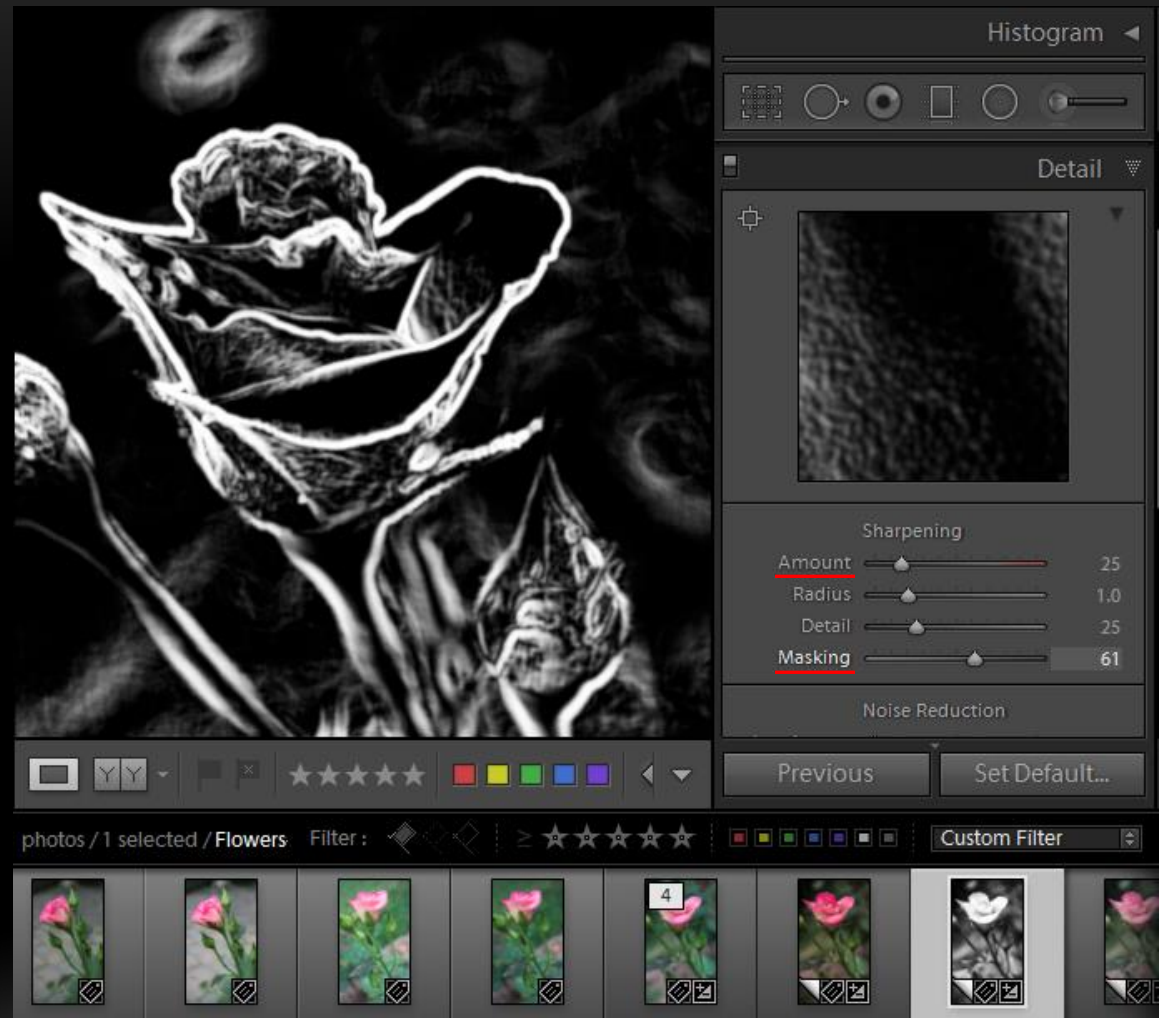 Histogram
Detail
Sharpening
Amount 25
Radius 1.0
Detail 25
Masking 61
Noise Reduction
Y Y
Previous Set Default...
photos / 1 selected / Flowers Filter : ≥ Custom Filter
4